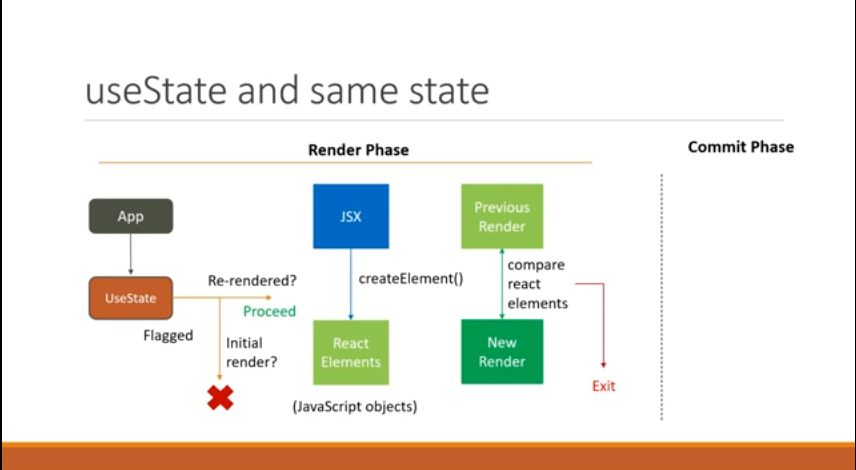 useState and same state
Render Phase
Commit Phase
App
UseState
Flagged
Re-rendered?
Proceed
Initial
render?
JSX
createElement()
React
Elements
(JavaScript objects)
Previous
Render
compare
react
elements
New
Render
Exit